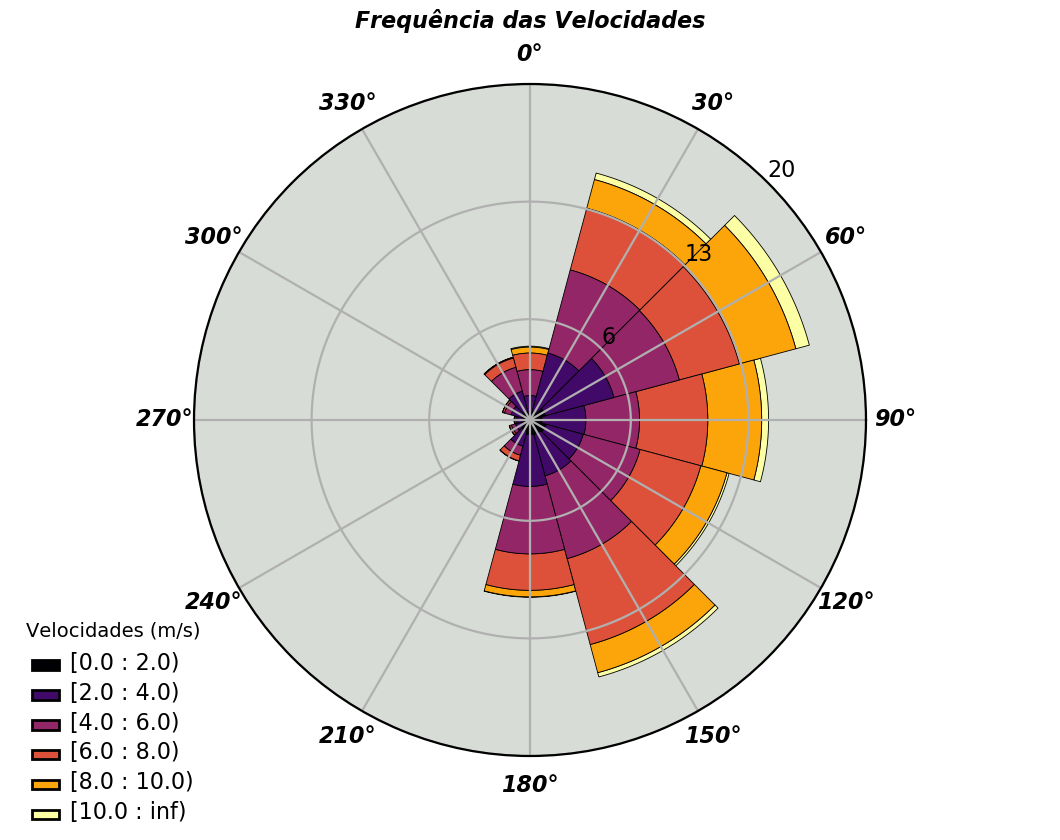 Frequência das Velocidades
0°
330°
30°
20
300°
60°
13
6
270°
90°
240°
120°
210°
150°
180°
Velocidades (m/s)
[0.0 : 2.0)
[2.0 : 4.0)
[4.0 : 6.0)
[6.0 : 8.0)
[8.0 : 10.0)
[10.0 : inf)